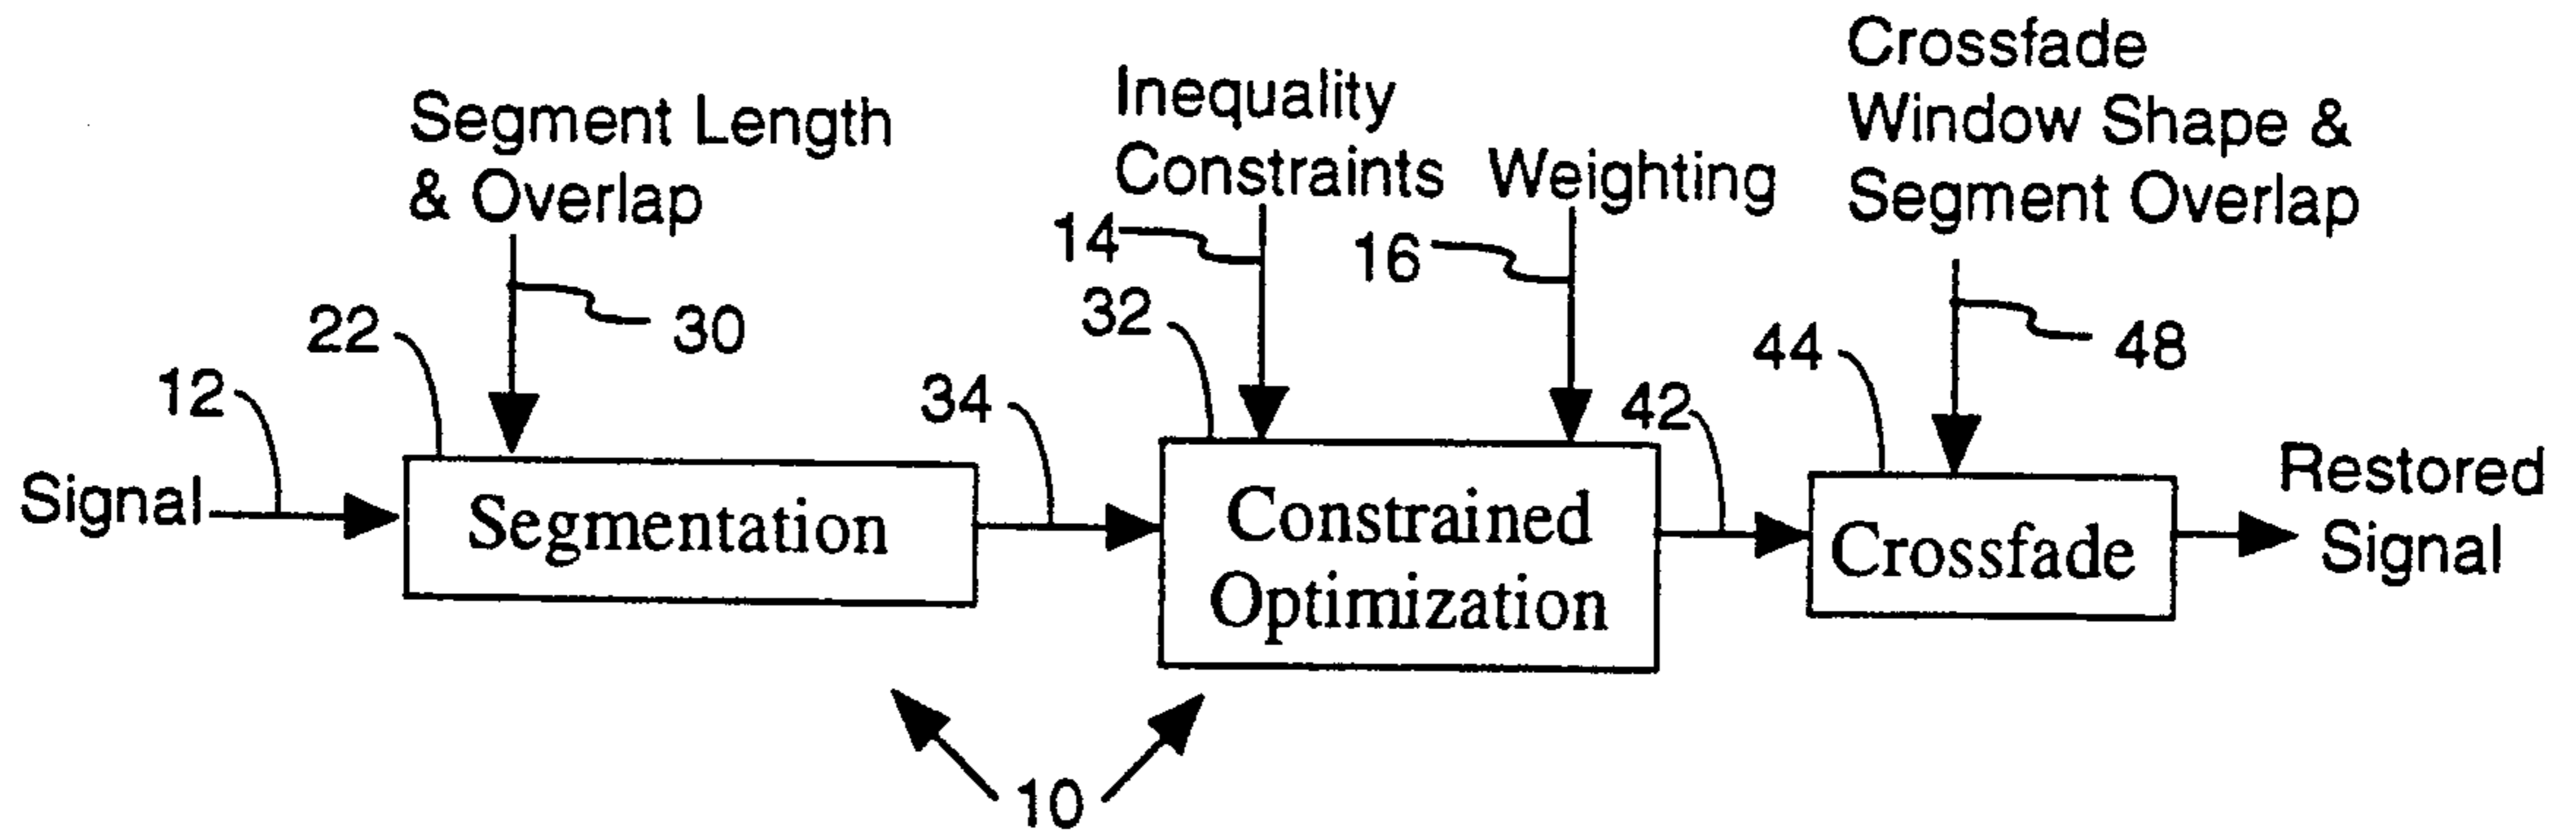 Segment Length
& Overlap
Inequality
Constraints
Weighting
Crossfade
Window Shape &
Segment Overlap
14
16
32
30
22
48
44
12
34
42
Signal
Segmentation
Constrained
Optimization
Crossfade
Restored
Signal
10